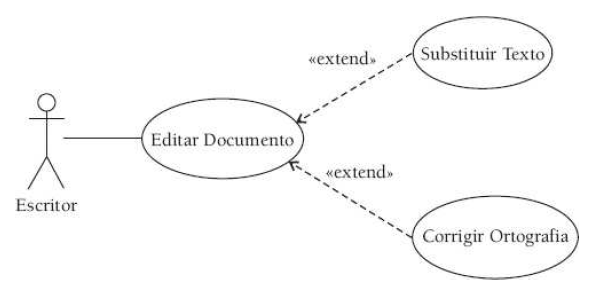 Substituir Texto
«extend»
Editar Documento
«extend»
Escritor
Corrigir Ortografia